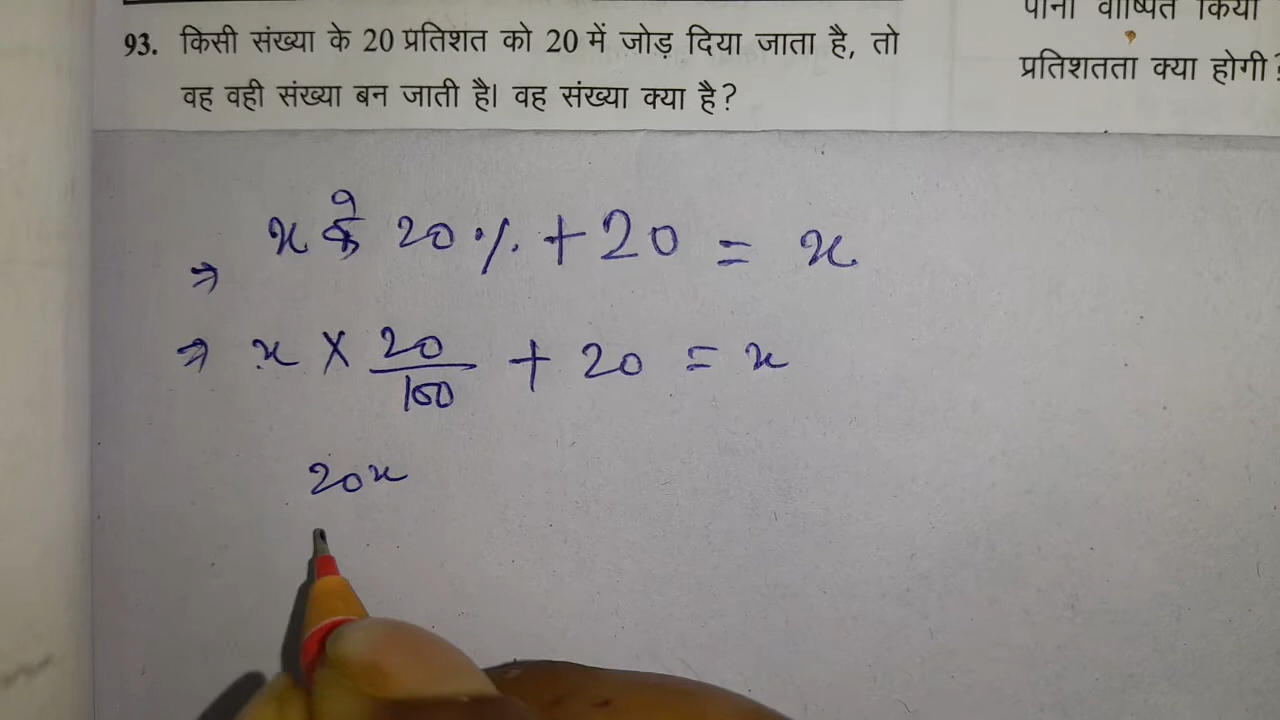 93. किसी संख्या के 20 प्रतिशत को 20 में जोड़ दिया जाता है, तो
वह वही संख्या बन जाती है। वह संख्या क्या है?
पानी वाष्पित किया
प्रतिशतता क्या होगी?
⇒ x के 20% + 20 = x
⇒ x × 20/100 + 20 = x
20x